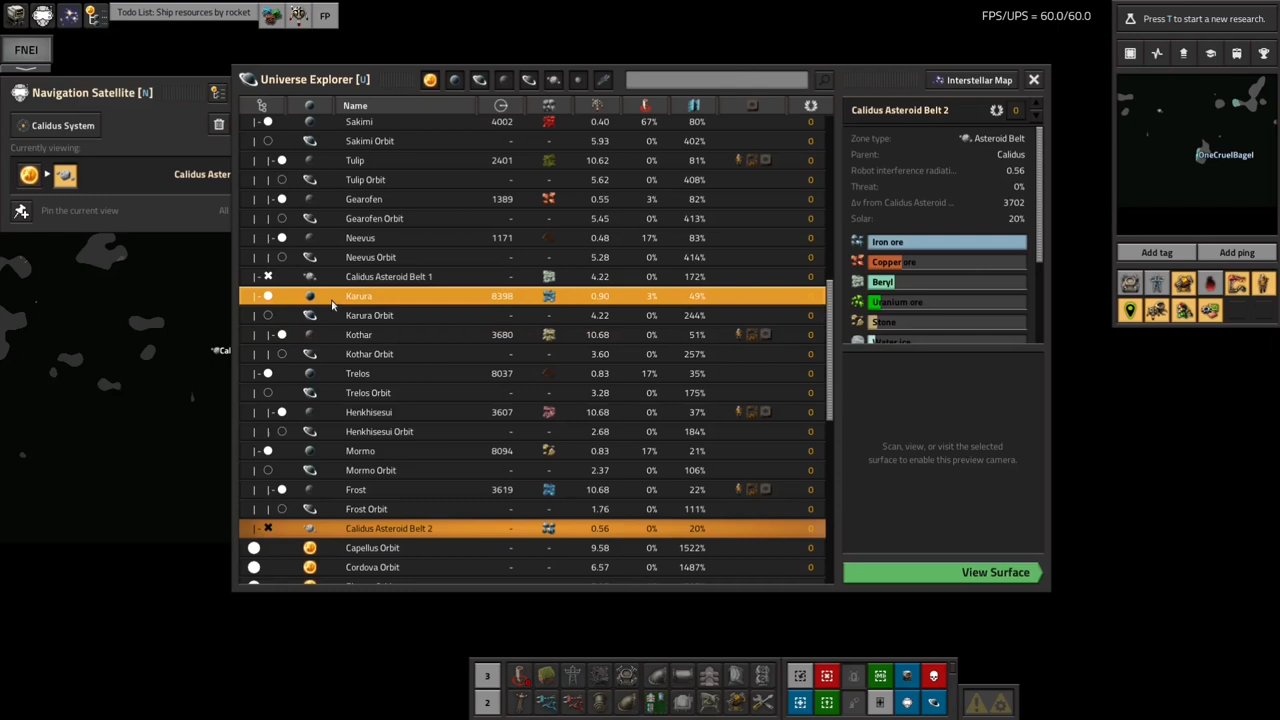 Todo List: Ship resources by rocket
FP
FPS/UPS = 60.0/60.0
Press T to start a new research.
FNEI
Navigation Satellite [N]
Calidus System
Currently viewing:
Calidus Aster
Pin the current view
All
Universe Explorer [U]
Interstellar Map
Name
Sakimi 4002 0.40 67% 80% 0
Sakimi Orbit - - 5.93 0% 402% 0
Tulip 2401 10.62 0% 81% 0
Tulip Orbit - - 5.62 0% 408% 0
Gearofen 1389 0.55 3% 82% 0
Gearofen Orbit - - 5.45 0% 413% 0
Neevus 1171 0.48 17% 83% 0
Neevus Orbit - - 5.28 0% 414% 0
Calidus Asteroid Belt 1 - 4.22 0% 172% 0
Karura 8398 0.90 3% 49% 0
Karura Orbit - - 4.22 0% 244% 0
Kothar 3680 10.68 0% 51% 0
Kothar Orbit - - 3.60 0% 257% 0
Trelos 8037 0.83 17% 35% 0
Trelos Orbit - - 3.28 0% 175% 0
Henkhisesui 3607 10.68 0% 37% 0
Henkhisesui Orbit - - 2.68 0% 184% 0
Mormo 8094 0.83 17% 21% 0
Mormo Orbit - - 2.37 0% 106% 0
Frost 3619 10.68 0% 22% 0
Frost Orbit - - 1.76 0% 111% 0
Calidus Asteroid Belt 2 - 0.56 0% 20% 0
Capellus Orbit - - 9.58 0% 1522% 0
Cordova Orbit - - 6.57 0% 1487% 0
Calidus Asteroid Belt 2 0
Zone type: Asteroid Belt
Parent: Calidus
Robot interference radiati... 0.56
Threat: 0%
Δv from Calidus Asteroid ... 3702
Solar: 20%
Iron ore
Copper ore
Beryl
Uranium ore
Stone
Water ice
Scan, view, or visit the selected
surface to enable this preview camera.
View Surface
OneCruelBagel
Add tag
Add ping
Cal
3
2